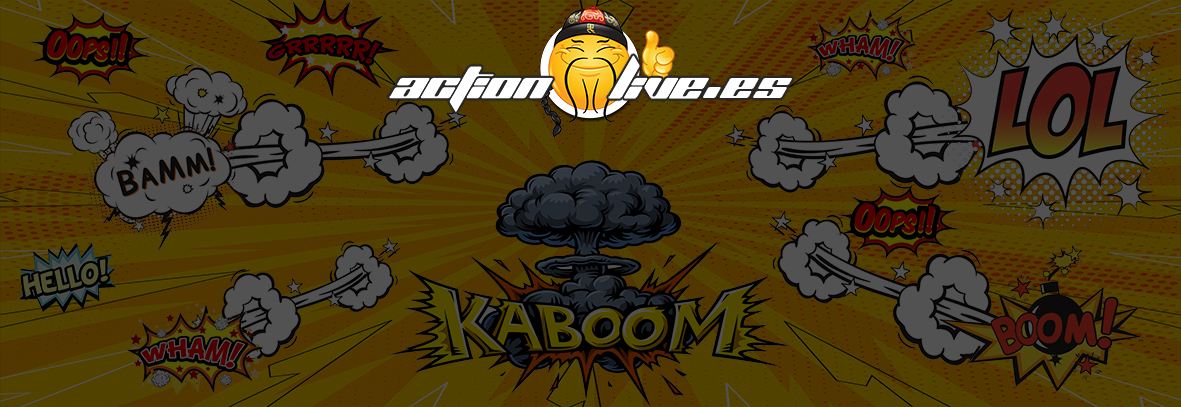 OOPS!!
GRRRRR!
actionlive.es
WHAM!
LOL
BAMM!
OOPS!!
HELLO!
KABOOM
BOOM!
WHAM!